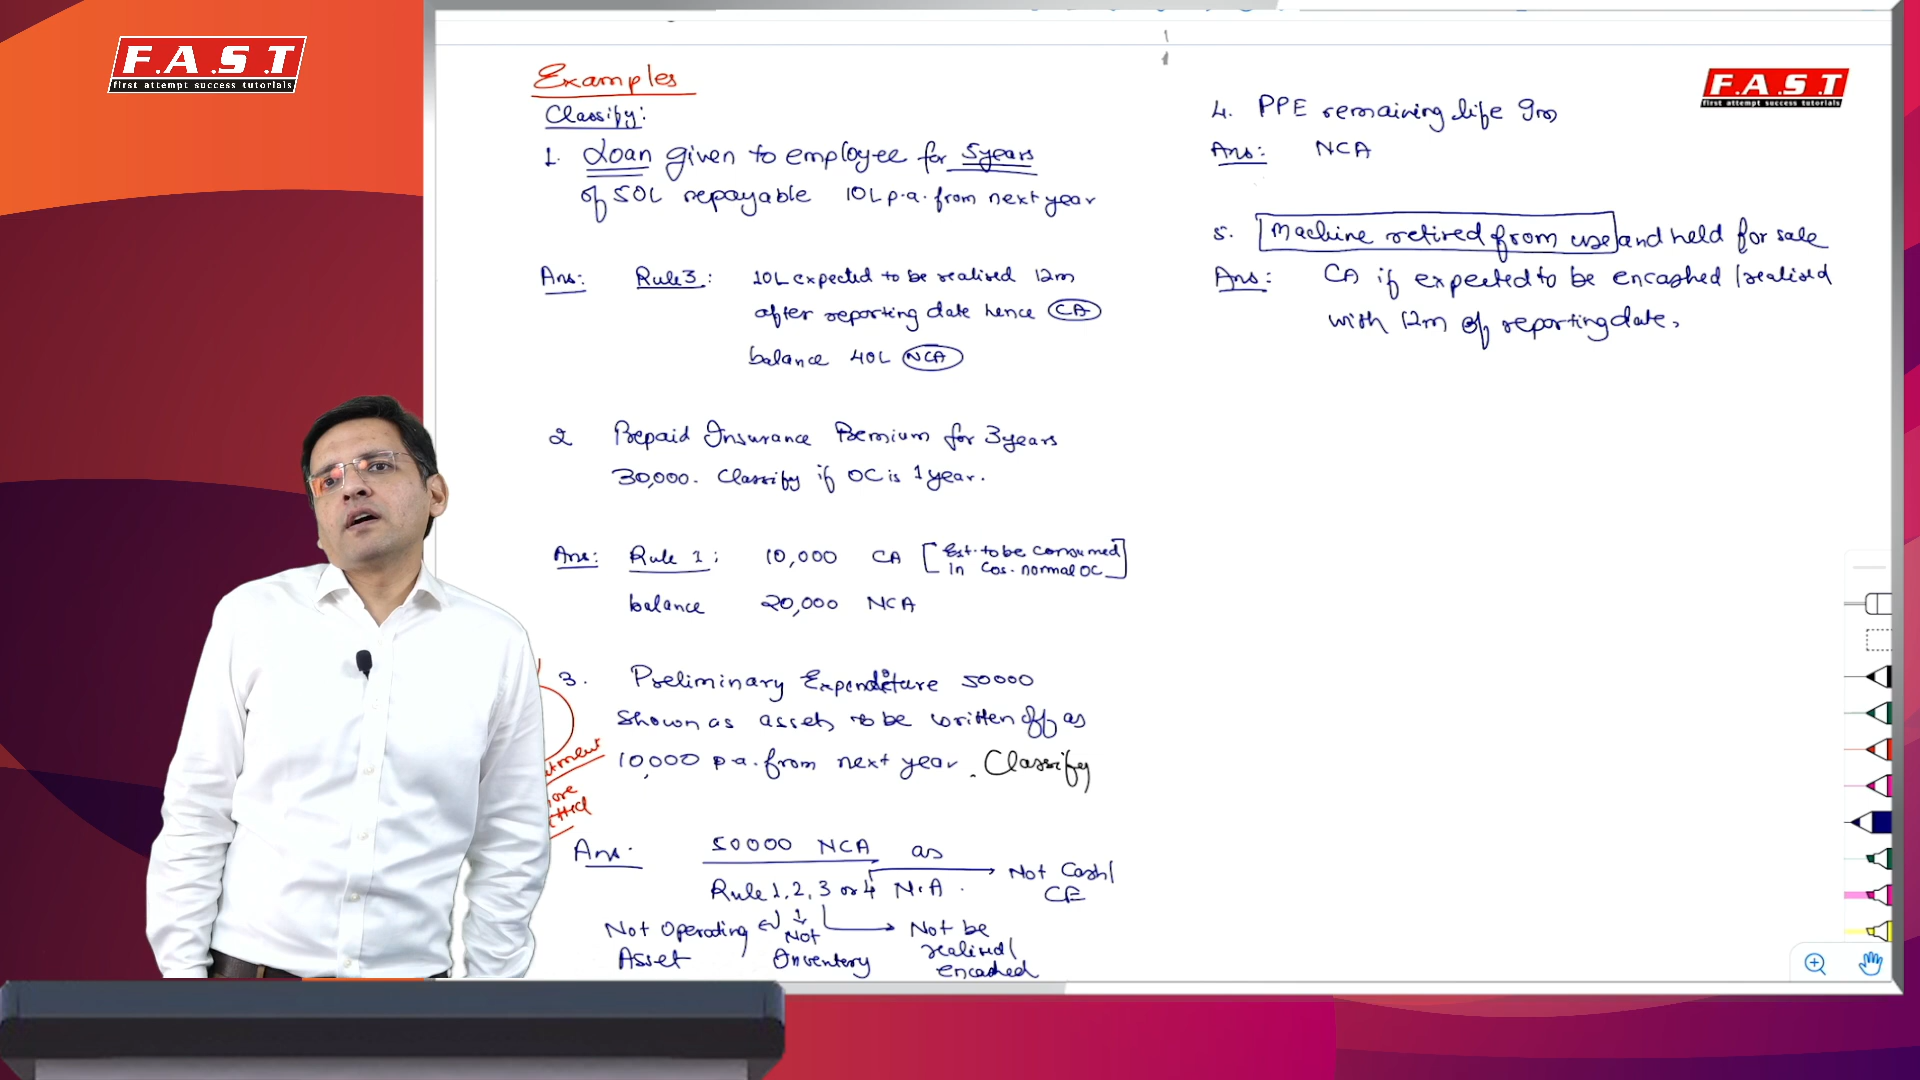 F.A.S.T
first attempt success tutorials
F.A.S.T
first attempt success tutorials
Examples
Classify:
1. Loan given to employee for 5years
of 50L repayable 10L p.a. from next year
Ans: Rule 3: 10L expected to be realised 12m
after reporting date hence CA
balance 40L NCA
2 Prepaid Insurance Premium for 3years
30,000. Classify if OC is 1 year.
Ans: Rule 1: 10,000 CA [Est. to be consumed
in Cos. normal OC]
balance 20,000 NCA
3. Preliminary Expenditure 50000
shown as asset, to be written off as
10,000 p.a. from next year. Classify
Ans: 50000 NCA as
Rule 1, 2, 3 or 4 N.A.
Not Cash/
CE
Not Operating
Asset
Not
Inventory
Not be
realised/
encashed
4. PPE remaining life 9m
Ans: NCA
5. Machine retired from use and held for sale
Ans: CA if expected to be encashed/realised
with 12m of reporting date.